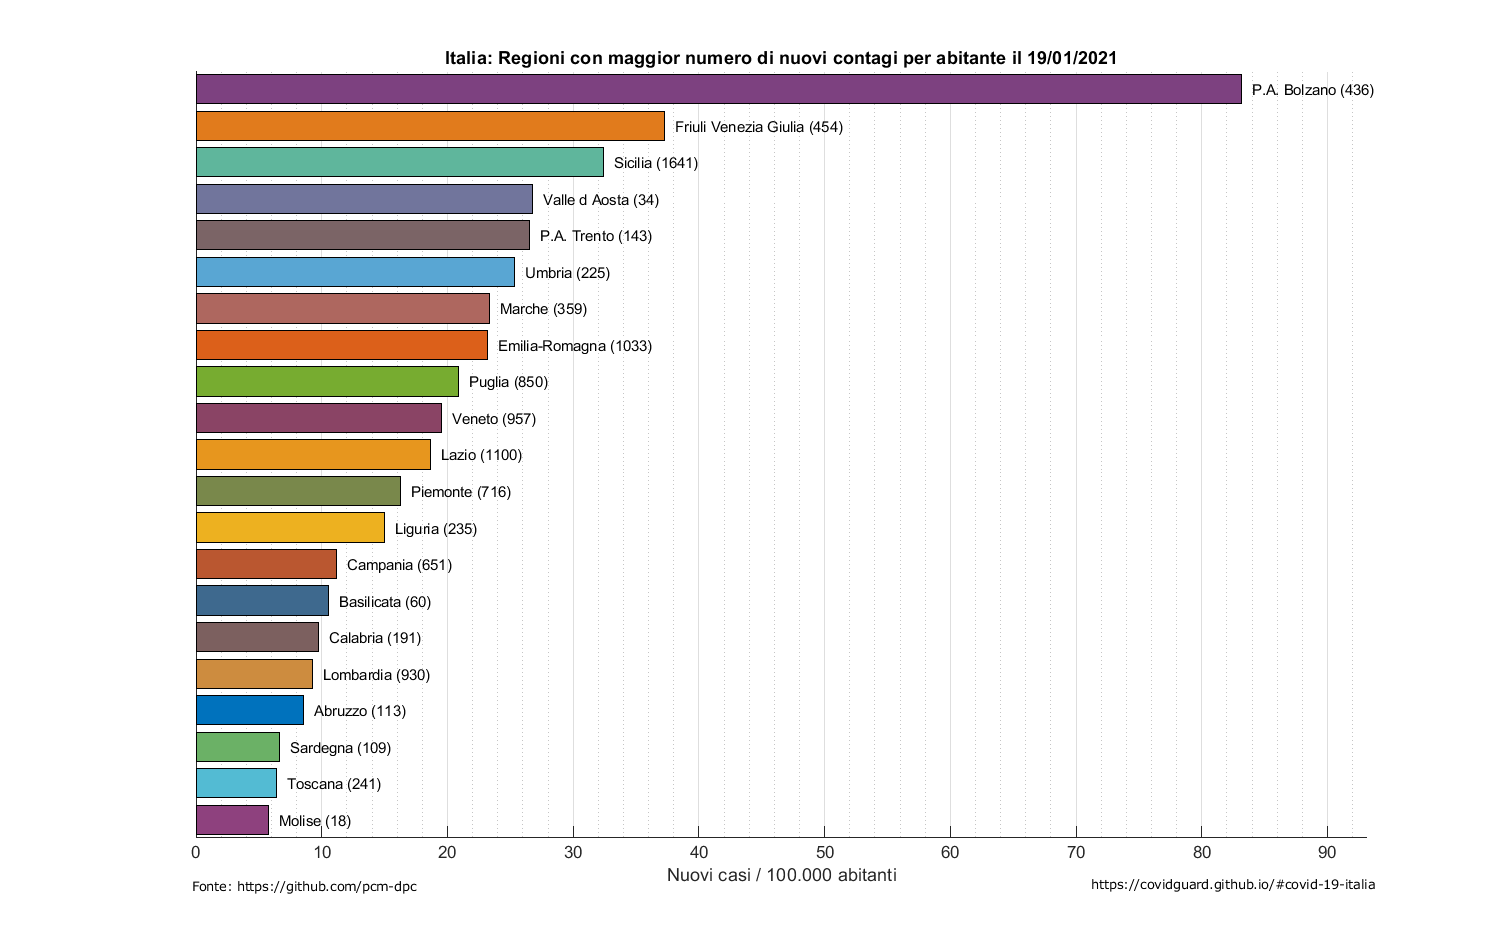 Italia: Regioni con maggior numero di nuovi contagi per abitante il 19/01/2021
P.A. Bolzano (436)
Friuli Venezia Giulia (454)
Sicilia (1641)
Valle d Aosta (34)
P.A. Trento (143)
Umbria (225)
Marche (359)
Emilia-Romagna (1033)
Puglia (850)
Veneto (957)
Lazio (1100)
Piemonte (716)
Liguria (235)
Campania (651)
Basilicata (60)
Calabria (191)
Lombardia (930)
Abruzzo (113)
Sardegna (109)
Toscana (241)
Molise (18)
0 10 20 30 40 50 60 70 80 90
Nuovi casi / 100.000 abitanti
Fonte: https://github.com/pcm-dpc
https://covidguard.github.io/#covid-19-italia